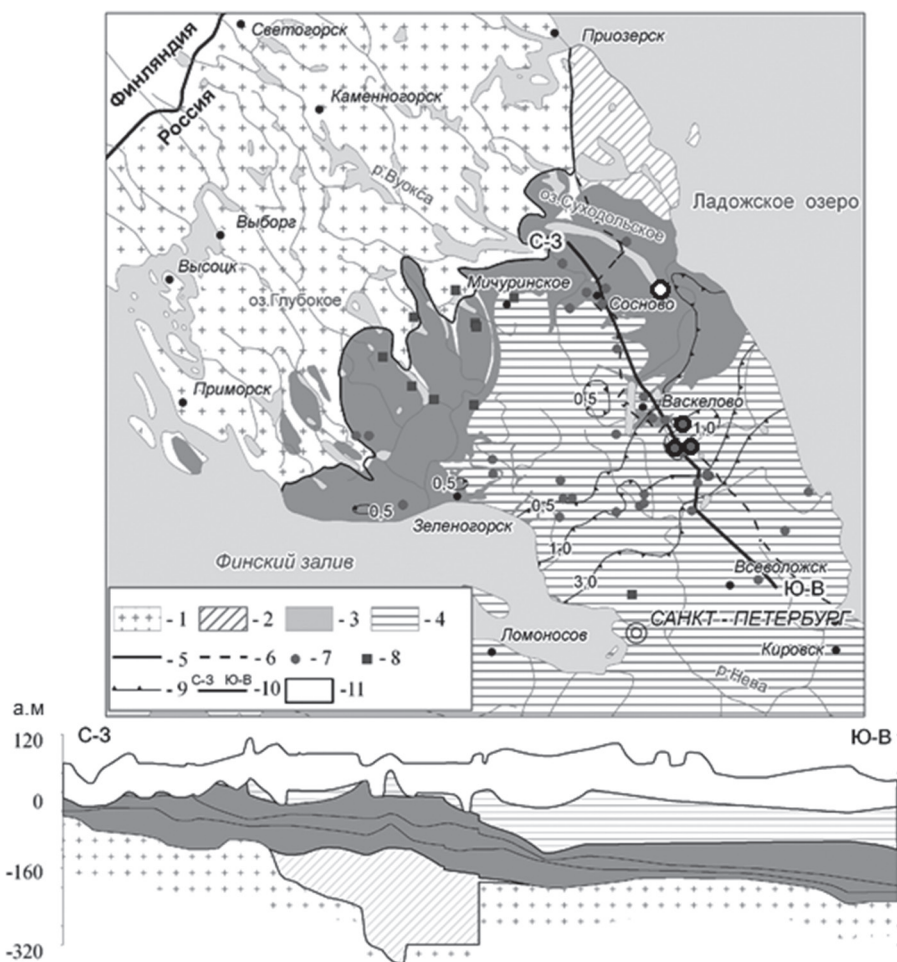 Светогорск
Приозерск
Финляндия
Россия
Каменногорск
р.Вуокса
Ладожское озеро
оз.Суходольское
Выборг
С-З
Высоцк
Мичуринское
оз.Глубокое
Сосново
Приморск
0,5
Васкелово
1,0
0,5
0,5
0,5
Зеленогорск
1,0
Финский залив
3,0
Всеволожск
Ю-В
САНКТ - ПЕТЕРБУРГ
Ломоносов
Кировск
р.Нева
- 1 - 2 - 3 - 4
- 5 - 6 - 7 - 8
- 9 С-З Ю-В - 10 -11
а.м
120 С-З Ю-В
0
-160
-320